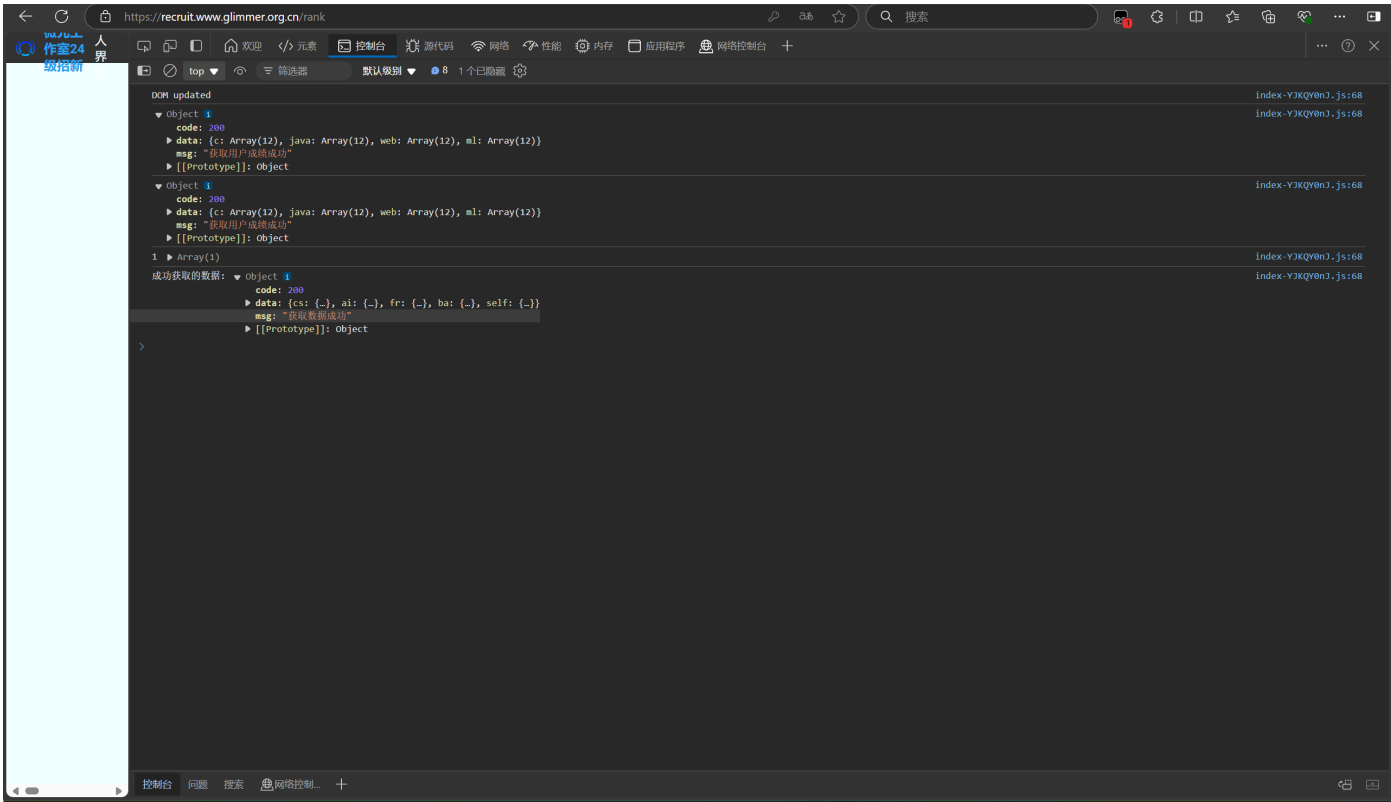 https://recruit.www.glimmer.org.cn/rank
搜索
1
作室24
级招新
人
界
欢迎
元素
控制台
源代码
网络
性能
内存
应用程序
网络控制台
top
筛选器
默认级别
8
1 个已隐藏
DOM updated index-YJKQY0nJ.js:68
Object i index-YJKQY0nJ.js:68
code: 200
data: {c: Array(12), java: Array(12), web: Array(12), ml: Array(12)}
msg: "获取用户成绩成功"
[[Prototype]]: Object
Object i index-YJKQY0nJ.js:68
code: 200
data: {c: Array(12), java: Array(12), web: Array(12), ml: Array(12)}
msg: "获取用户成绩成功"
[[Prototype]]: Object
1 Array(1) index-YJKQY0nJ.js:68
成功获取的数据: Object i index-YJKQY0nJ.js:68
code: 200
data: {cs: {…}, ai: {…}, fr: {…}, ba: {…}, self: {…}}
msg: "获取数据成功"
[[Prototype]]: Object
控制台
问题
搜索
网络控制...